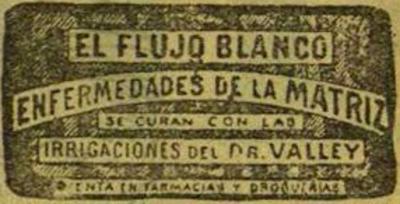 EL FLUJO BLANCO
ENFERMEDADES DE LA MATRIZ
SE CURAN CON LAS
IRRIGACIONES DEL DR. VALLEY
VENTA EN FARMACIAS Y DROGUERIAS